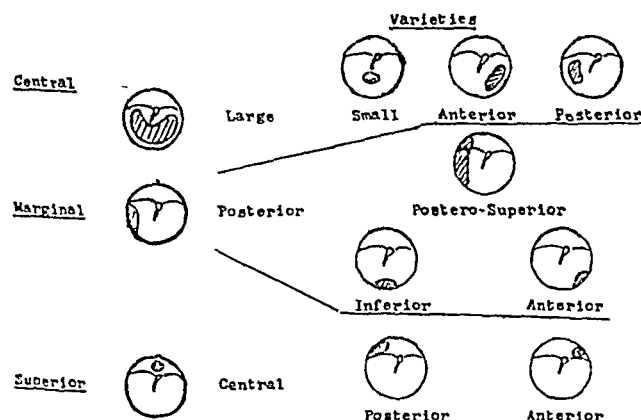 Varieties
Central
Large
Small
Anterior
Posterior
Marginal
Posterior
Postero-Superior
Inferior
Anterior
Superior
Central
Posterior
Anterior